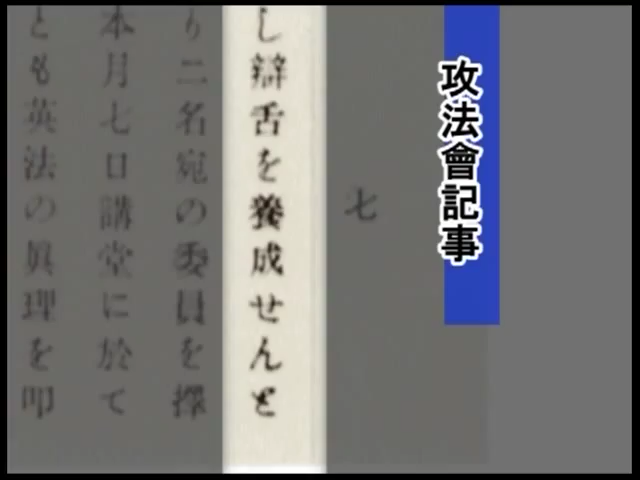 攻法會記事
七
し辯舌を養成せんと
り二名宛の委員を擇
本月七日講堂に於て
とも英法の眞理を叩